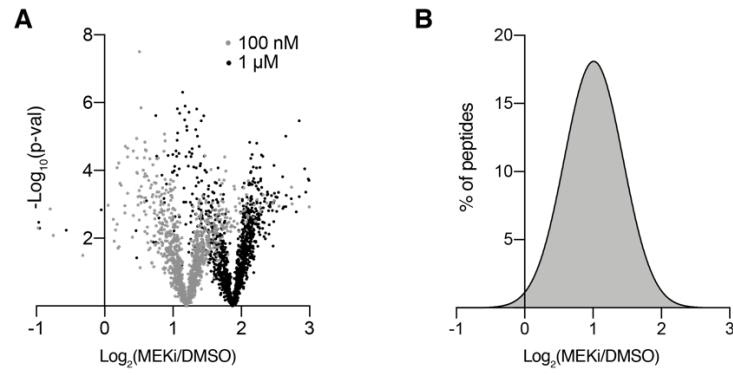 A
100 nM
1 μM
-Log10(p-val)
8
6
4
2
-1
0
1
2
3
Log2(MEKi/DMSO)
B
% of peptides
20
15
10
5
-1
0
1
2
3
Log2(MEKi/DMSO)